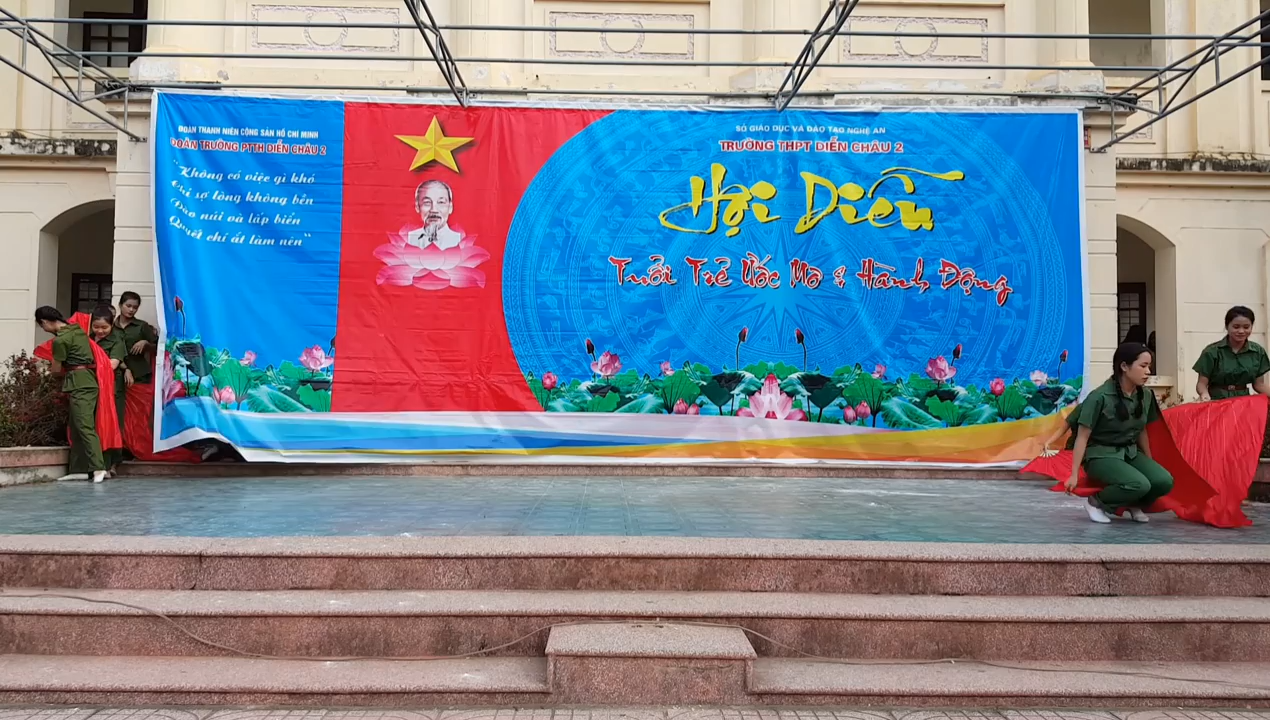 ĐOÀN THANH NIÊN CỘNG SẢN HỒ CHÍ MINH
ĐOÀN TRƯỜNG PTTH DIỄN CHÂU 2
"Không có việc gì khó
Chỉ sợ lòng không bền
Đào núi và lấp biển
Quyết chí ắt làm nên"
SỞ GIÁO DỤC VÀ ĐÀO TẠO NGHỆ AN
TRƯỜNG THPT DIỄN CHÂU 2
Hội Diễn
Tuổi Trẻ Ước Mơ & Hành Động